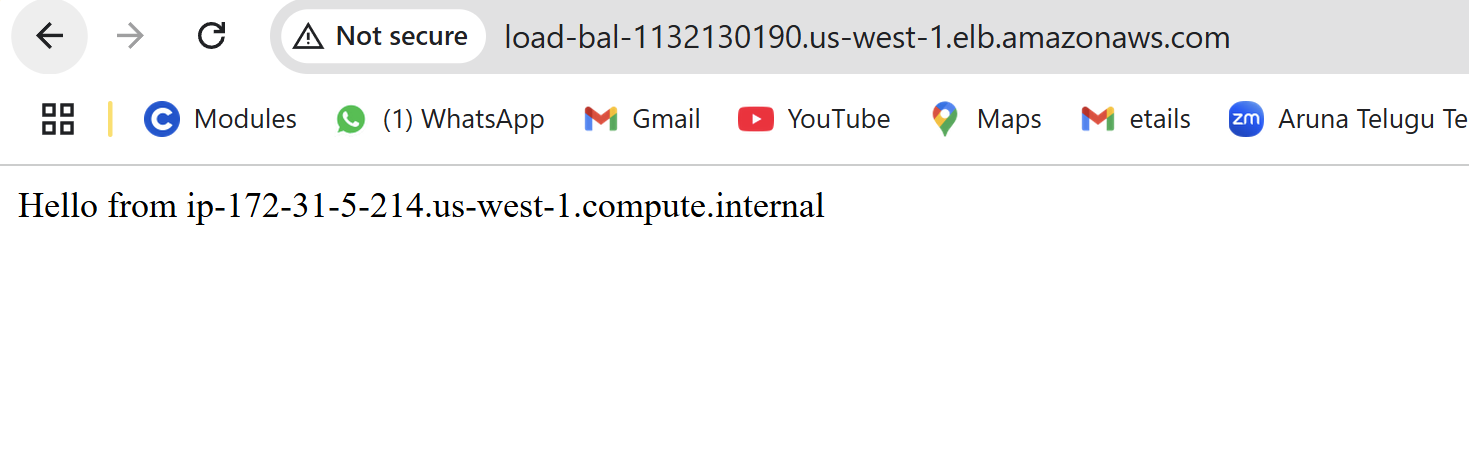 Not secure load-bal-1132130190.us-west-1.elb.amazonaws.com
C Modules (1) WhatsApp Gmail YouTube Maps etails zm Aruna Telugu Te
Hello from ip-172-31-5-214.us-west-1.compute.internal